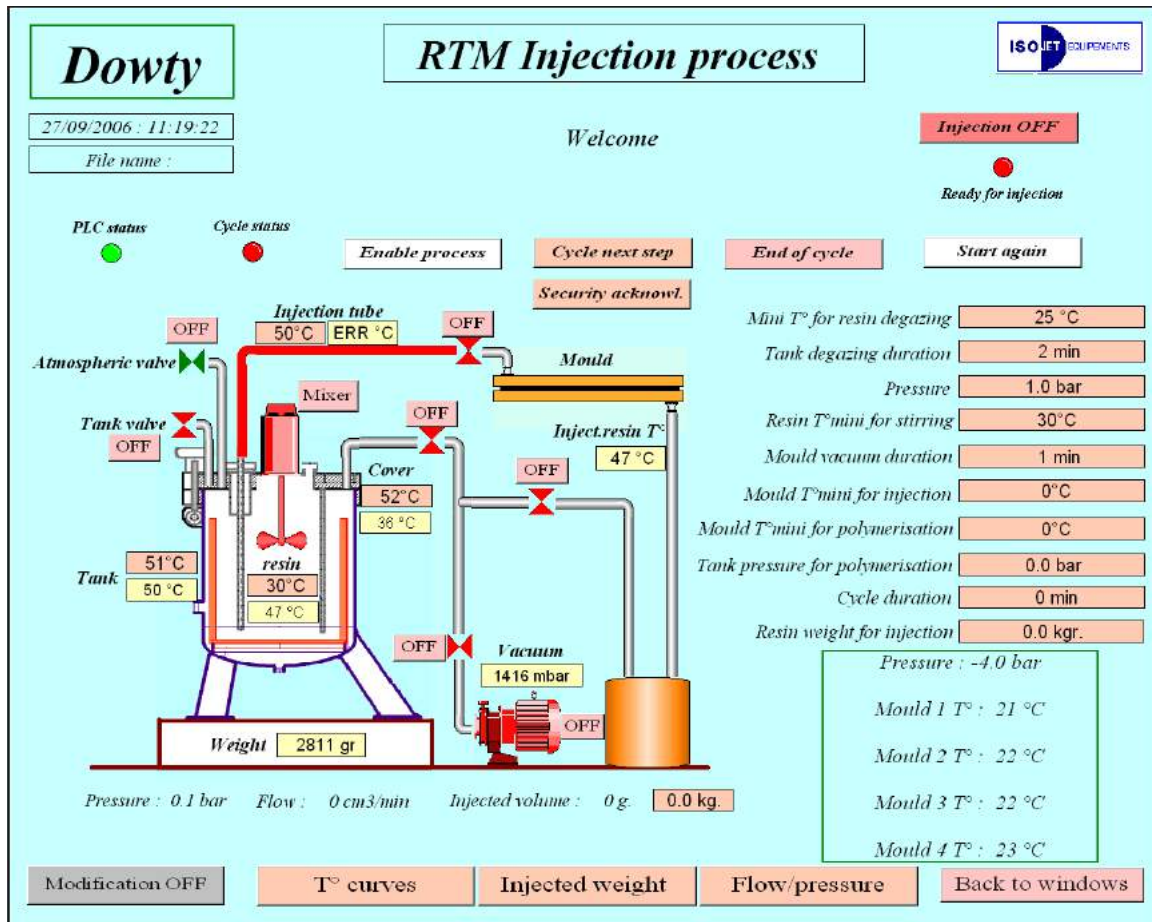 Dowty
RTM Injection process
ISOJET EQUIPEMENTS
27/09/2006 : 11:19:22
File name :
Welcome
Injection OFF
Ready for injection
PLC status
Cycle status
Enable process
Cycle next step
End of cycle
Start again
Security acknowl.
Injection tube
50°C
ERR °C
OFF
OFF
Atmospheric valve
Mould
Mixer
Tank valve
OFF
OFF
Inject.resin T°
47 °C
OFF
Cover
52°C
36 °C
Tank
51°C
50 °C
resin
30°C
47 °C
OFF
Vacuum
1416 mbar
OFF
Weight
2811 gr
Mini T° for resin degazing
25 °C
Tank degazing duration
2 min
Pressure
1.0 bar
Resin T°mini for stirring
30°C
Mould vacuum duration
1 min
Mould T°mini for injection
0°C
Mould T°mini for polymerisation
0°C
Tank pressure for polymerisation
0.0 bar
Cycle duration
0 min
Resin weight for injection
0.0 kgr.
Pressure : -4.0 bar
Mould 1 T° : 21 °C
Mould 2 T° : 22 °C
Mould 3 T° : 22 °C
Mould 4 T° : 23 °C
Pressure : 0.1 bar
Flow : 0 cm3/min
Injected volume : 0 g.
0.0 kg.
Modification OFF
T° curves
Injected weight
Flow/pressure
Back to windows